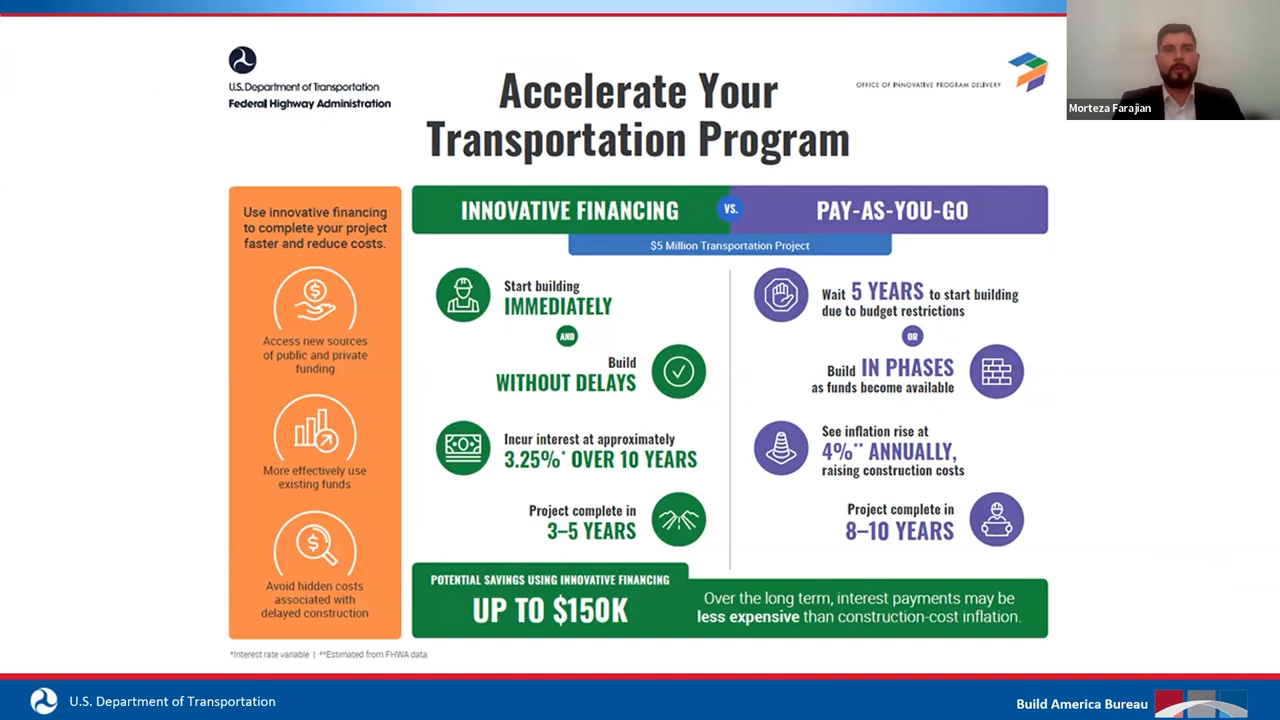 U.S. Department of Transportation
Federal Highway Administration
Accelerate Your
Transportation Program
OFFICE OF INNOVATIVE PROGRAM DELIVERY
Morteza Farajian
Use innovative financing
to complete your project
faster and reduce costs.
Access new sources
of public and private
funding
More effectively use
existing funds
Avoid hidden costs
associated with
delayed construction
INNOVATIVE FINANCING
VS.
PAY-AS-YOU-GO
$5 Million Transportation Project
Start building
IMMEDIATELY
AND
Build
WITHOUT DELAYS
Incur interest at approximately
3.25%* OVER 10 YEARS
Project complete in
3–5 YEARS
Wait 5 YEARS to start building
due to budget restrictions
OR
Build IN PHASES
as funds become available
See inflation rise at
4%** ANNUALLY,
raising construction costs
Project complete in
8–10 YEARS
POTENTIAL SAVINGS USING INNOVATIVE FINANCING
UP TO $150K
Over the long term, interest payments may be
less expensive than construction-cost inflation.
*Interest rate variable | **Estimated from FHWA data
U.S. Department of Transportation
Build America Bureau